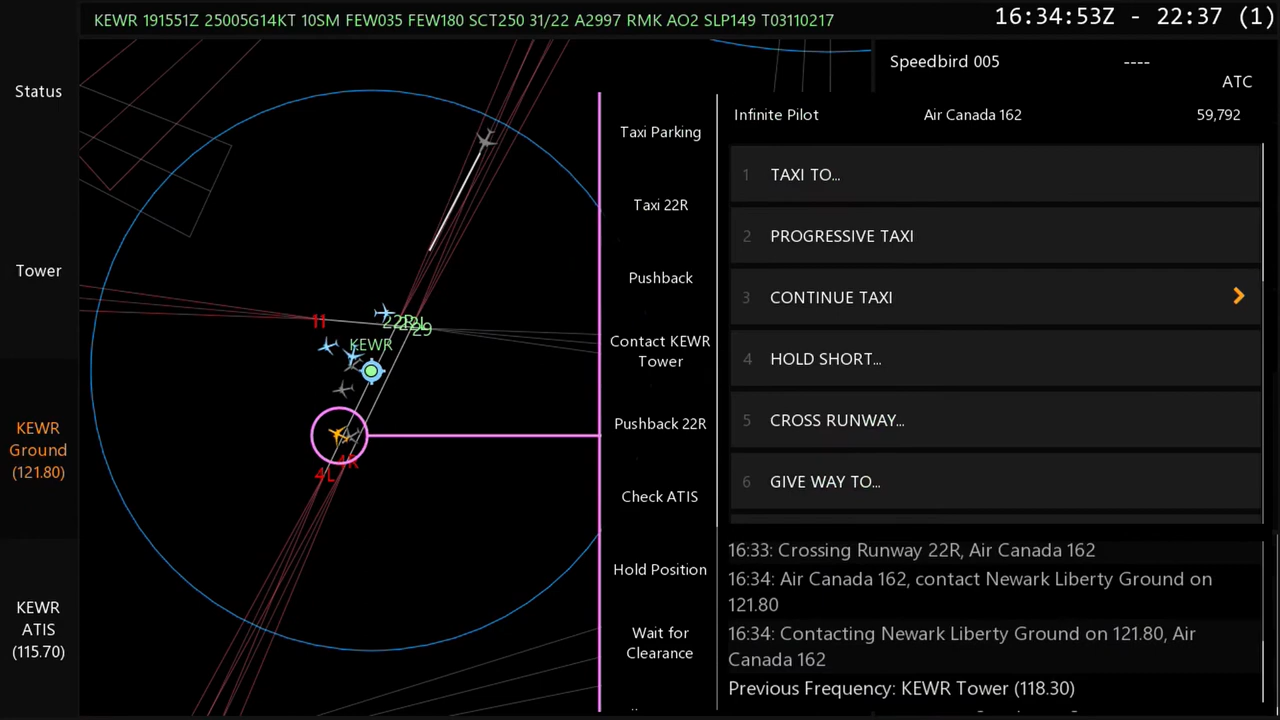 KEWR 191551Z 25005G14KT 10SM FEW035 FEW180 SCT250 31/22 A2997 RMK AO2 SLP149 T03110217
16:34:53Z - 22:37 (1)
Status
Tower
KEWR
Ground
(121.80)
KEWR
ATIS
(115.70)
11
22R
22L
29
KEWR
4L
4R
Taxi Parking
Taxi 22R
Pushback
Contact KEWR
Tower
Pushback 22R
Check ATIS
Hold Position
Wait for
Clearance
Speedbird 005
----
ATC
Infinite Pilot
Air Canada 162
59,792
1 TAXI TO...
2 PROGRESSIVE TAXI
3 CONTINUE TAXI
4 HOLD SHORT...
5 CROSS RUNWAY...
6 GIVE WAY TO...
16:33: Crossing Runway 22R, Air Canada 162
16:34: Air Canada 162, contact Newark Liberty Ground on
121.80
16:34: Contacting Newark Liberty Ground on 121.80, Air
Canada 162
Previous Frequency: KEWR Tower (118.30)